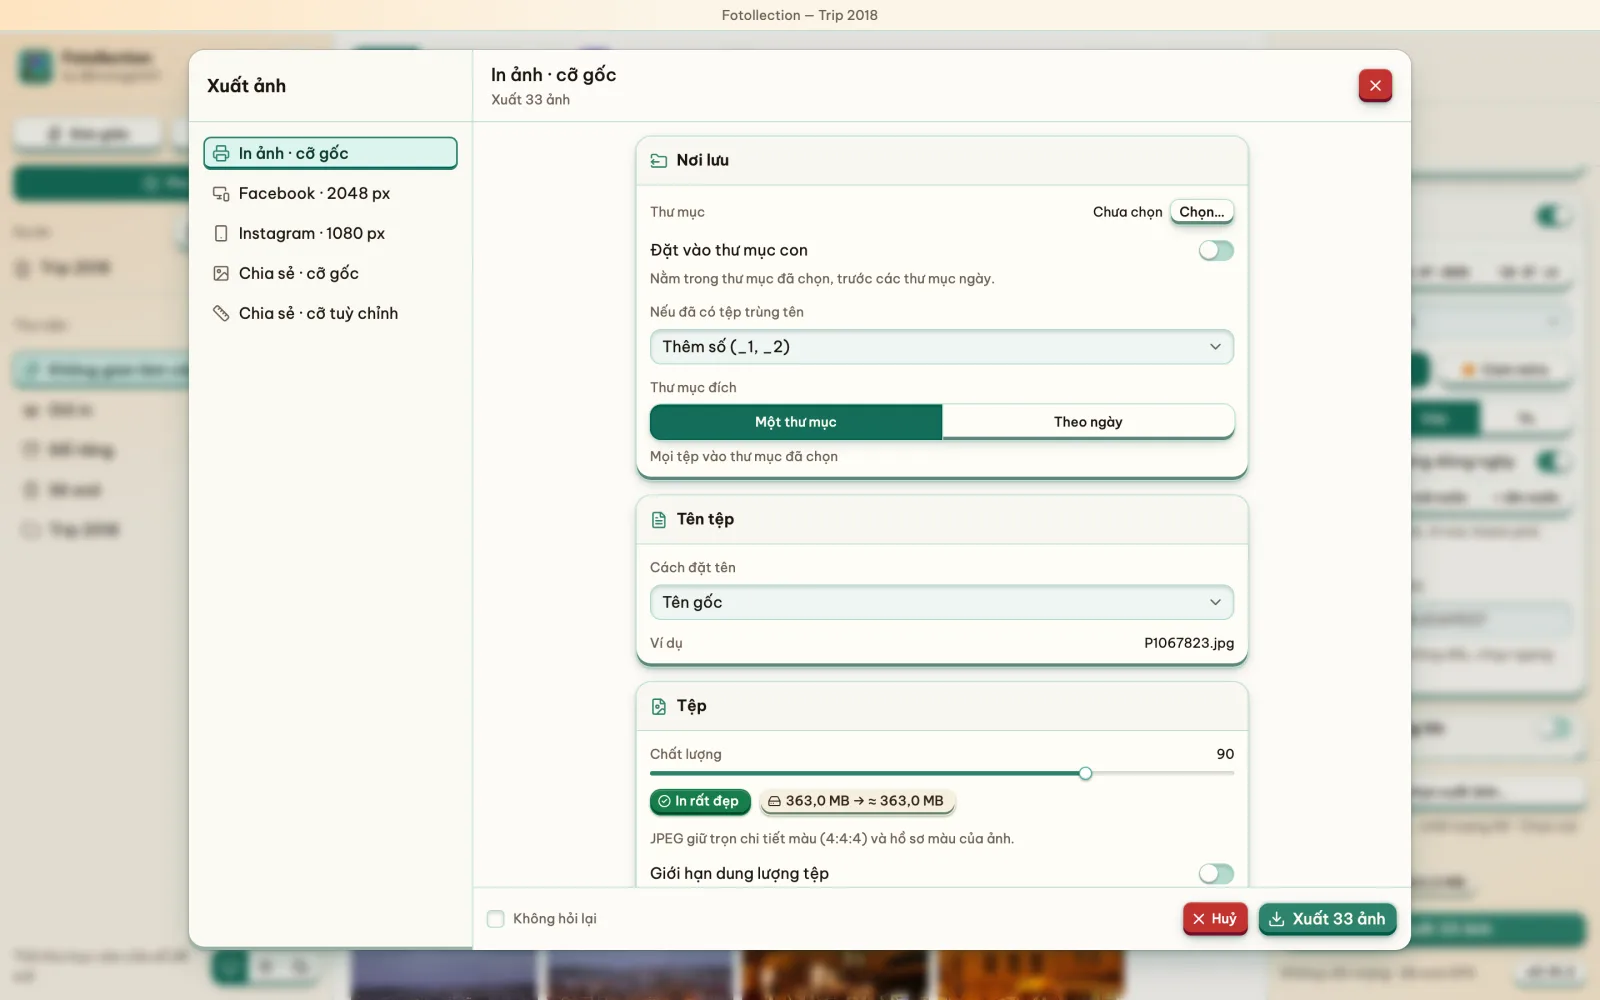 Fotollection — Trip 2018
Xuất ảnh
In ảnh · cỡ gốc
Facebook · 2048 px
Instagram · 1080 px
Chia sẻ · cỡ gốc
Chia sẻ · cỡ tuỳ chỉnh
In ảnh · cỡ gốc
Xuất 33 ảnh
Nơi lưu
Thư mục
Chưa chọn
Chọn...
Đặt vào thư mục con
Nằm trong thư mục đã chọn, trước các thư mục ngày.
Nếu đã có tệp trùng tên
Thêm số (_1, _2)
Thư mục đích
Một thư mục
Theo ngày
Mọi tệp vào thư mục đã chọn
Tên tệp
Cách đặt tên
Tên gốc
Ví dụ
P1067823.jpg
Tệp
Chất lượng
90
In rất đẹp
363,0 MB → ≈ 363,0 MB
JPEG giữ trọn chi tiết màu (4:4:4) và hồ sơ màu của ảnh.
Giới hạn dung lượng tệp
Không hỏi lại
Huỷ
Xuất 33 ảnh